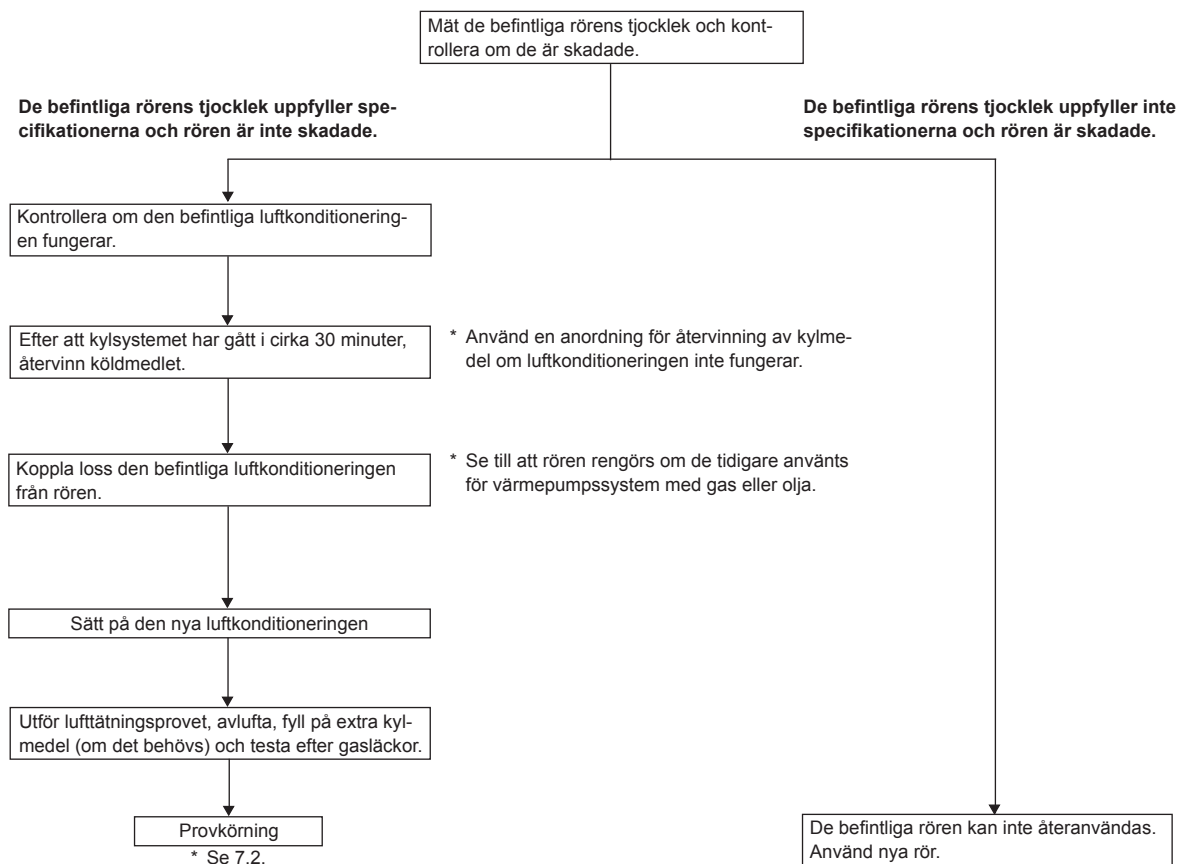 Mät de befintliga rörens tjocklek och kont-
rollera om de är skadade.
De befintliga rörens tjocklek uppfyller spe-
cifikationerna och rören är inte skadade.
De befintliga rörens tjocklek uppfyller inte
specifikationerna och rören är skadade.
Kontrollera om den befintliga luftkonditionering-
en fungerar.
Efter att kylsystemet har gått i cirka 30 minuter,
återvinn köldmedlet.
* Använd en anordning för återvinning av kylme-
del om luftkonditioneringen inte fungerar.
Koppla loss den befintliga luftkonditioneringen
från rören.
* Se till att rören rengörs om de tidigare använts
för värmepumpssystem med gas eller olja.
Sätt på den nya luftkonditioneringen
Utför lufttätningsprovet, avlufta, fyll på extra kyl-
medel (om det behövs) och testa efter gasläckor.
Provkörning
* Se 7.2.
De befintliga rören kan inte återanvändas.
Använd nya rör.